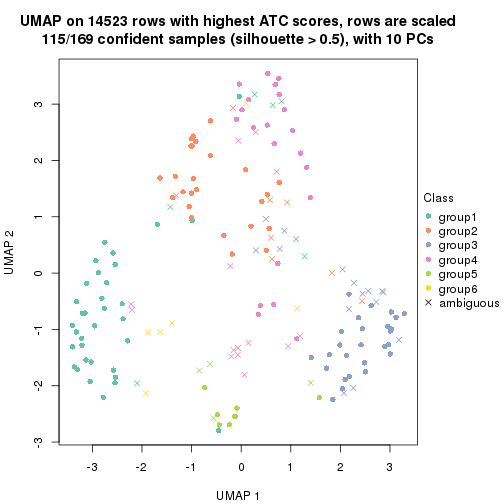 UMAP on 14523 rows with highest ATC scores, rows are scaled
115/169 confident samples (silhouette > 0.5), with 10 PCs
3
2
1
0
-1
-2
-3
UMAP 2
-3 -2 -1 0 1 2 3
UMAP 1
Class
group1
group2
group3
group4
group5
group6
ambiguous